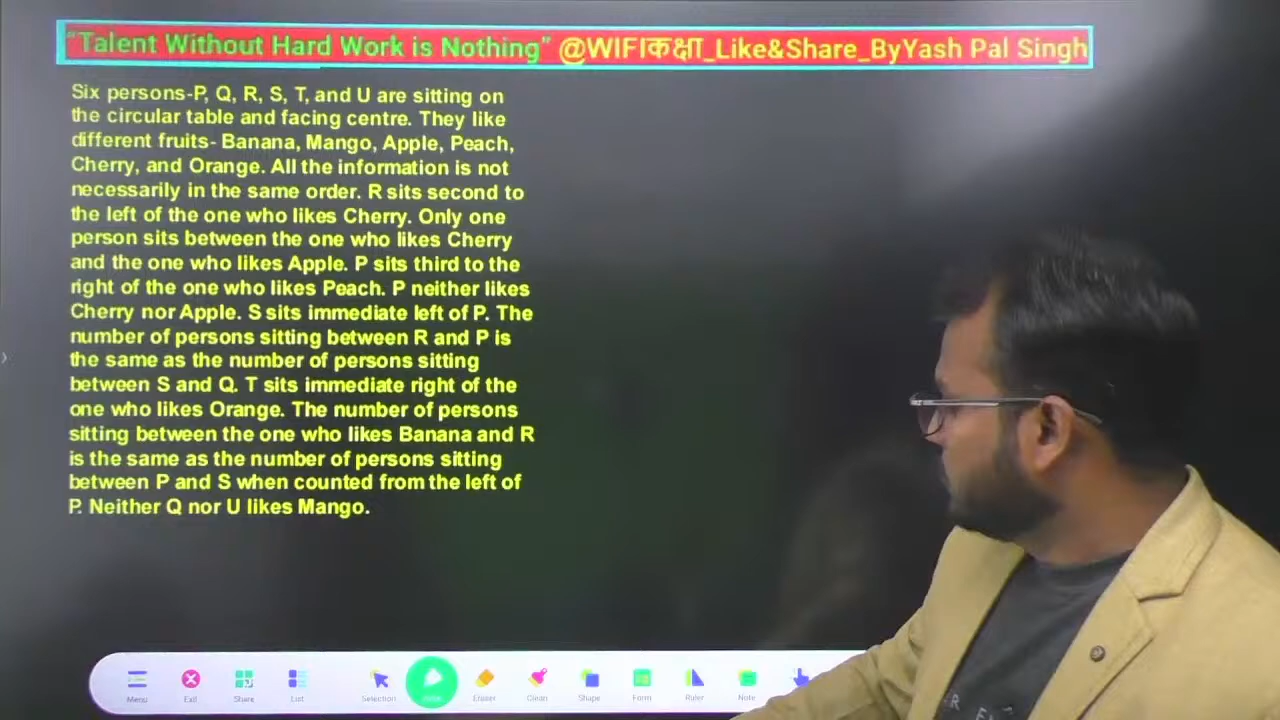 "Talent Without Hard Work is Nothing" @WIFIकक्षा_Like&Share_ByYash Pal Singh
Six persons-P, Q, R, S, T, and U are sitting on
the circular table and facing centre. They like
different fruits- Banana, Mango, Apple, Peach,
Cherry, and Orange. All the information is not
necessarily in the same order. R sits second to
the left of the one who likes Cherry. Only one
person sits between the one who likes Cherry
and the one who likes Apple. P sits third to the
right of the one who likes Peach. P neither likes
Cherry nor Apple. S sits immediate left of P. The
number of persons sitting between R and P is
the same as the number of persons sitting
between S and Q. T sits immediate right of the
one who likes Orange. The number of persons
sitting between the one who likes Banana and R
is the same as the number of persons sitting
between P and S when counted from the left of
P. Neither Q nor U likes Mango.
Menu Exit Share List Selection Eraser Clean Shape Form Ruler Note